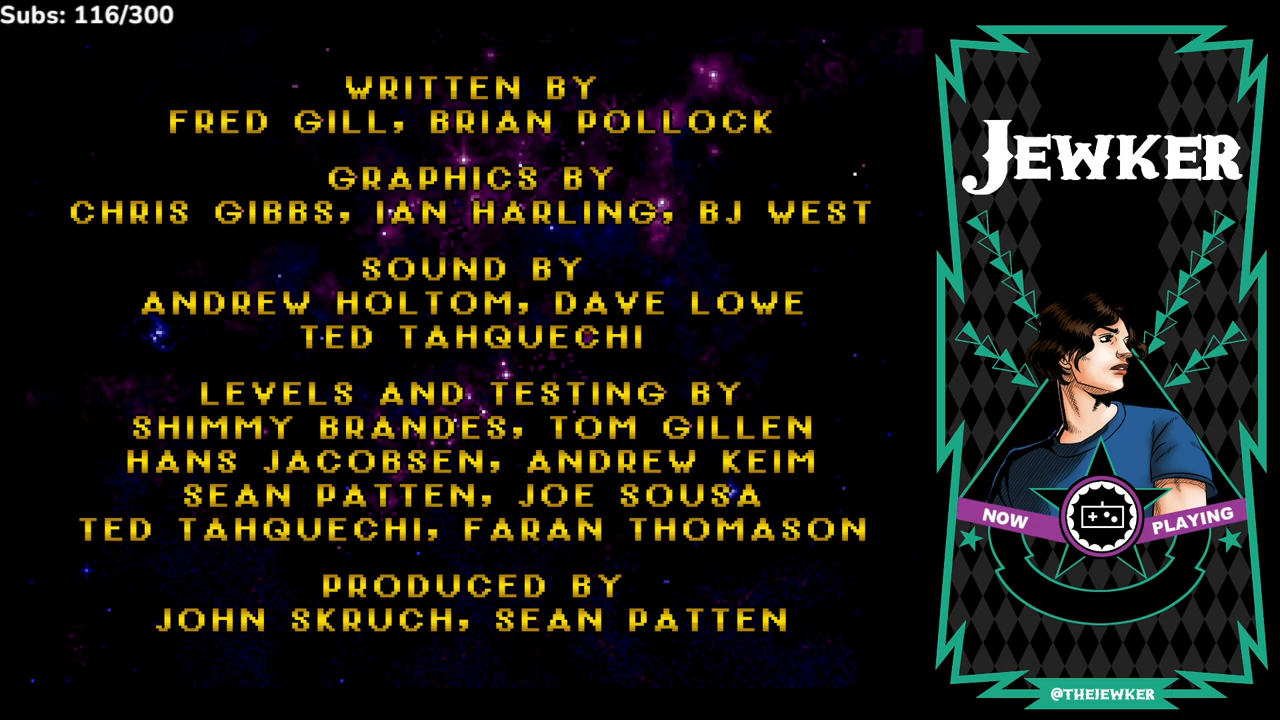 Subs: 116/300
WRITTEN BY
FRED GILL, BRIAN POLLOCK
GRAPHICS BY
CHRIS GIBBS, IAN HARLING, BJ WEST
SOUND BY
ANDREW HOLTOM, DAVE LOWE
TED TAHQUECHI
LEVELS AND TESTING BY
SHIMMY BRANDES, TOM GILLEN
HANS JACOBSEN, ANDREW KEIM
SEAN PATTEN, JOE SOUSA
TED TAHQUECHI, FARAN THOMASON
PRODUCED BY
JOHN SKRUCH, SEAN PATTEN
JEWKER
NOW PLAYING
@THEJEWKER